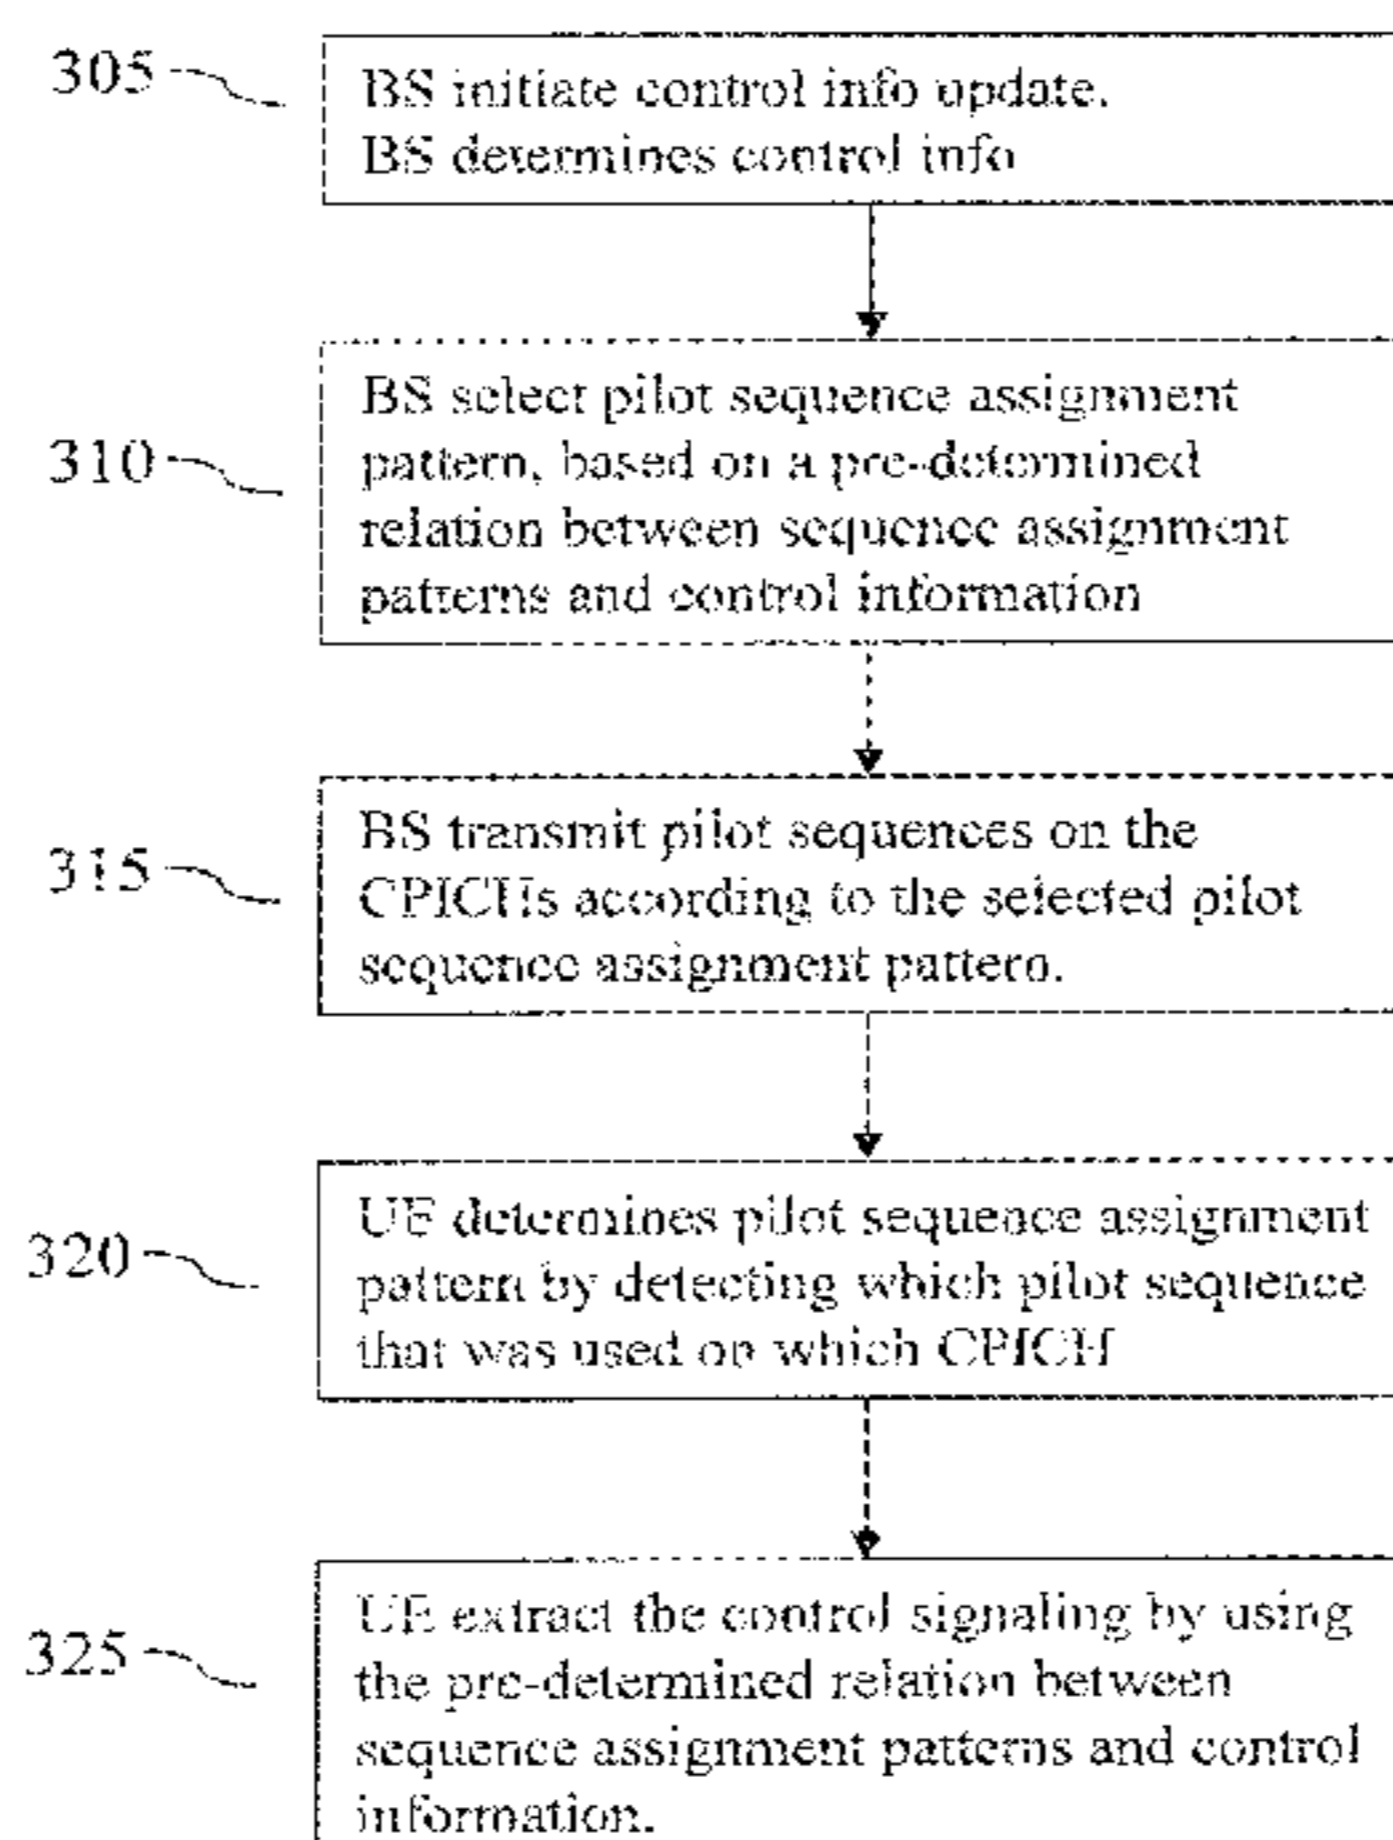 305
BS initiate control info update.
BS determines control info
310
BS select pilot sequence assignment
pattern, based on a pre-determined
relation between sequence assignment
patterns and control information
315
BS transmit pilot sequences on the
CPICHs according to the selected pilot
sequence assignment pattern.
320
UE determines pilot sequence assignment
pattern by detecting which pilot sequence
that was used on which CPICH
325
UE extract the control signaling by using
the pre-determined relation between
sequence assignment patterns and control
information.